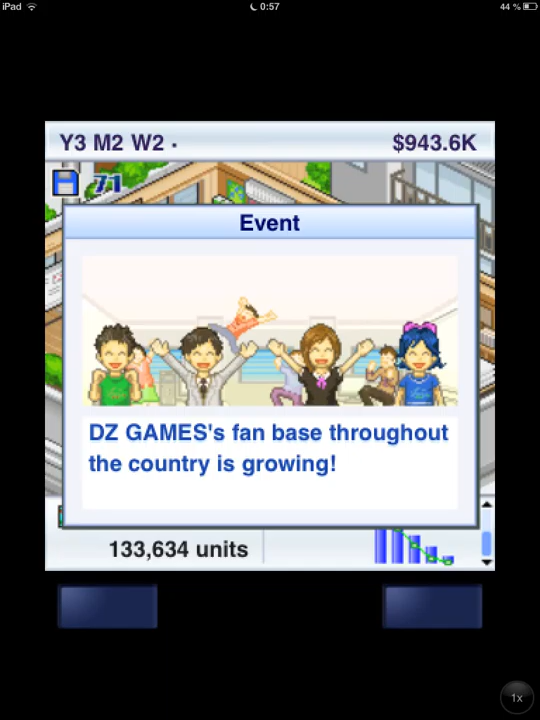 iPad 0:57 44 %
Y3 M2 W2 · $943.6K
71
Event
DZ GAMES's fan base throughout
the country is growing!
133,634 units
1x